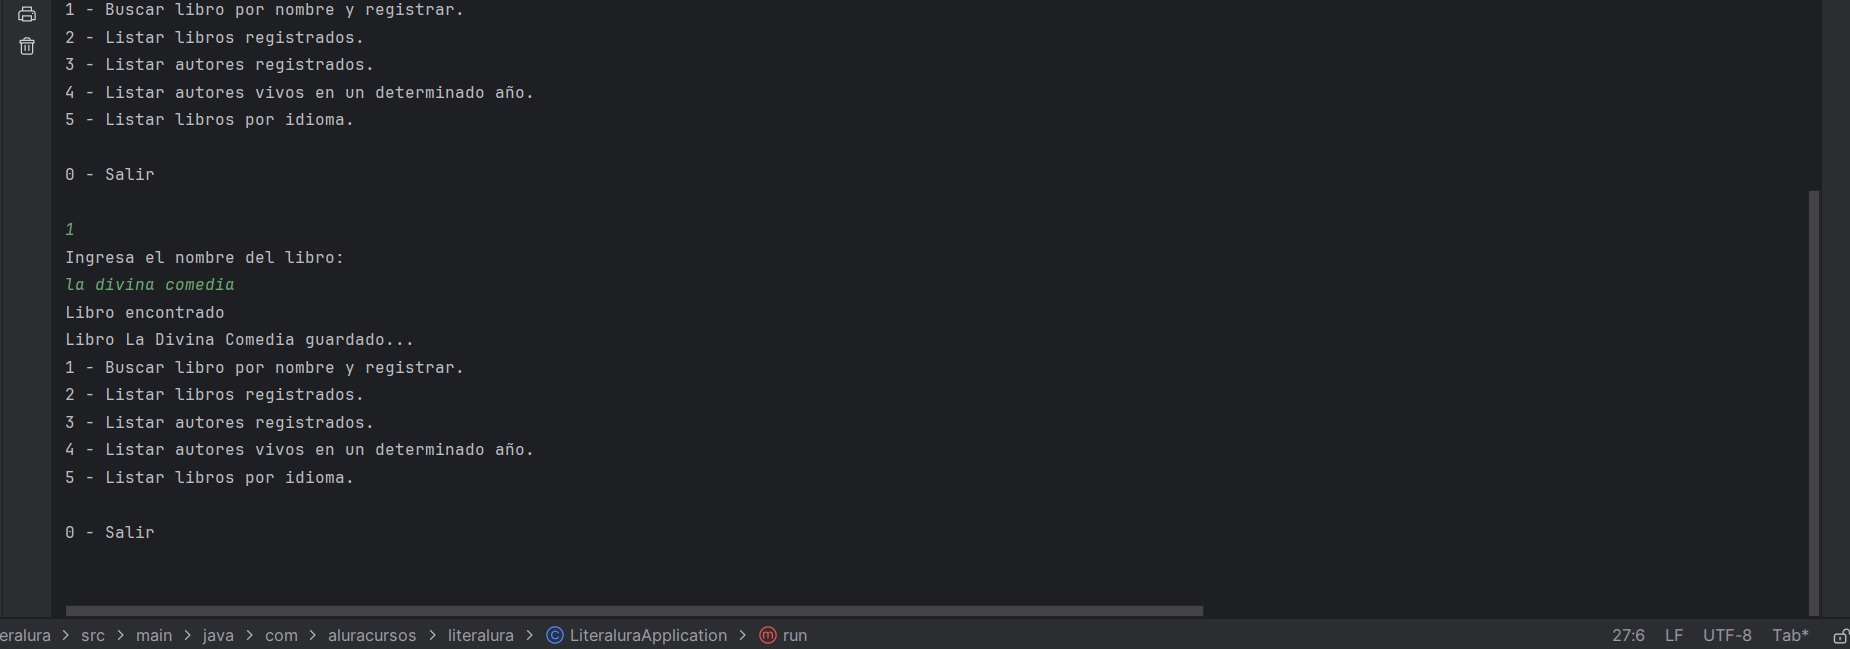 1 - Buscar libro por nombre y registrar.
2 - Listar libros registrados.
3 - Listar autores registrados.
4 - Listar autores vivos en un determinado año.
5 - Listar libros por idioma.
0 - Salir
1
Ingresa el nombre del libro:
la divina comedia
Libro encontrado
Libro La Divina Comedia guardado...
1 - Buscar libro por nombre y registrar.
2 - Listar libros registrados.
3 - Listar autores registrados.
4 - Listar autores vivos en un determinado año.
5 - Listar libros por idioma.
0 - Salir
eralura > src > main > java > com > aluracursos > literalura > C LiteraluraApplication > m run 27:6 LF UTF-8 Tab*